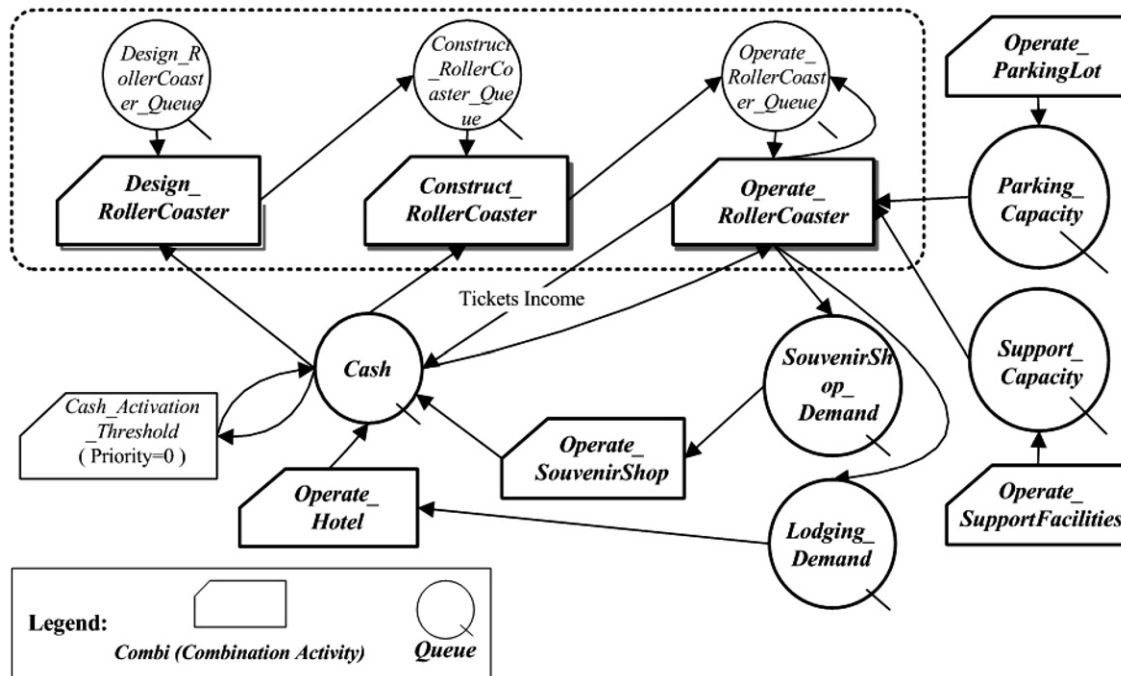 Design_R
ollerCoast
er_Queue
Construct
_RollerCo
aster_Que
ue
Operate_
RollerCoast
er_Queue
Operate_
ParkingLot
Design_
RollerCoaster
Construct_
RollerCoaster
Operate_
RollerCoaster
Parking_
Capacity
Tickets Income
Cash
SouvenirSh
op_
Demand
Support_
Capacity
Cash_Activation
_Threshold
( Priority=0 )
Operate_
SouvenirShop
Operate_
Hotel
Lodging_
Demand
Operate_
SupportFacilities
Legend:
Combi (Combination Activity)
Queue